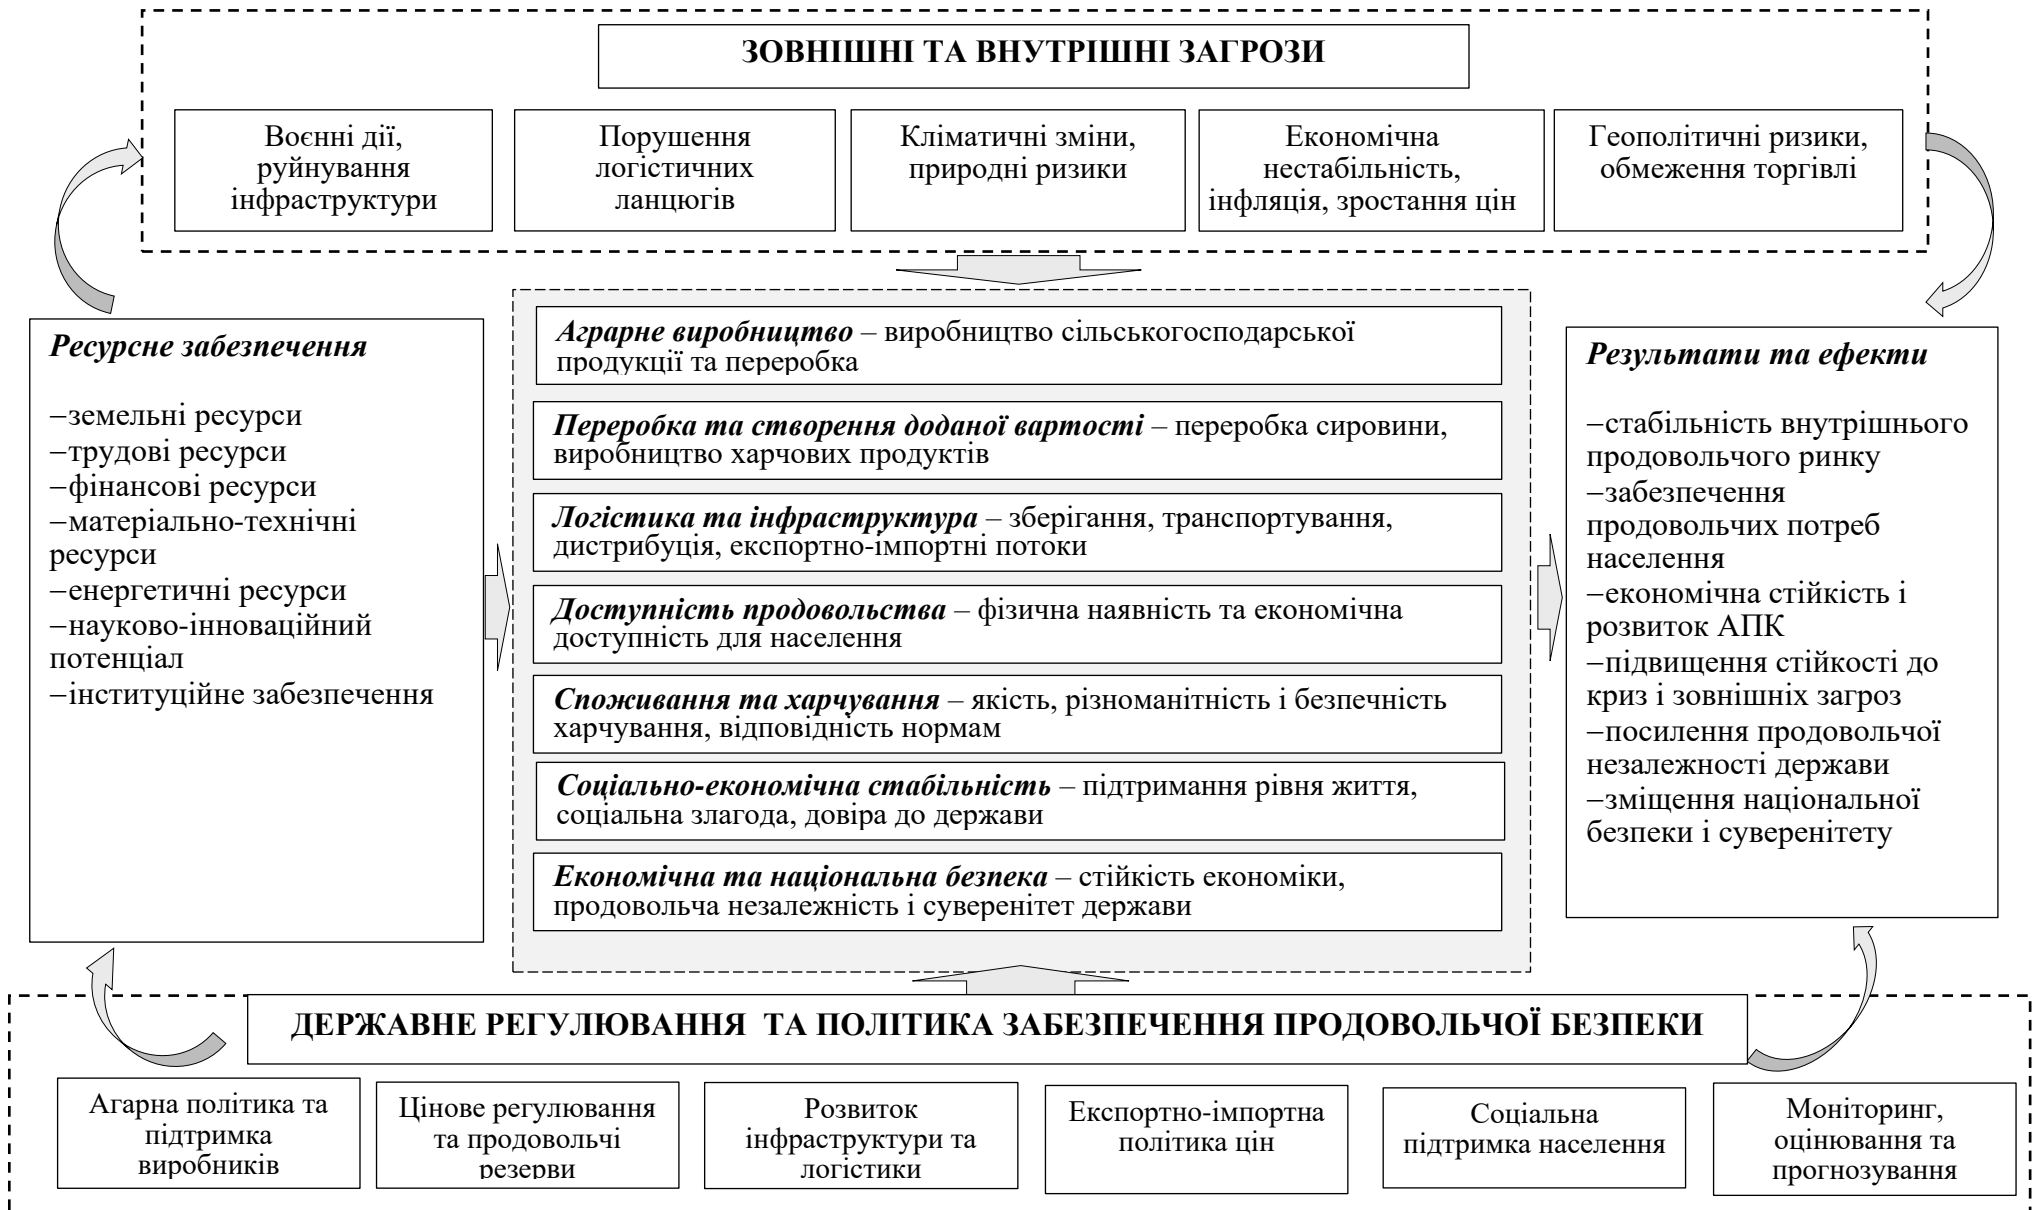 ЗОВНІШНІ ТА ВНУТРІШНІ ЗАГРОЗИ
Воєнні дії,
руйнування
інфраструктури
Порушення
логістичних
ланцюгів
Кліматичні зміни,
природні ризики
Економічна
нестабільність,
інфляція, зростання цін
Геополітичні ризики,
обмеження торгівлі
Ресурсне забезпечення
–земельні ресурси
–трудові ресурси
–фінансові ресурси
–матеріально-технічні
ресурси
–енергетичні ресурси
–науково-інноваційний
потенціал
–інституційне забезпечення
Аграрне виробництво – виробництво сільськогосподарської
продукції та переробка
Переробка та створення доданої вартості – переробка сировини,
виробництво харчових продуктів
Логістика та інфраструктура – зберігання, транспортування,
дистрибуція, експортно-імпортні потоки
Доступність продовольства – фізична наявність та економічна
доступність для населення
Споживання та харчування – якість, різноманітність і безпечність
харчування, відповідність нормам
Соціально-економічна стабільність – підтримання рівня життя,
соціальна злагода, довіра до держави
Економічна та національна безпека – стійкість економіки,
продовольча незалежність і суверенітет держави
Результати та ефекти
–стабільність внутрішнього
продовольчого ринку
–забезпечення
продовольчих потреб
населення
–економічна стійкість і
розвиток АПК
–підвищення стійкості до
криз і зовнішніх загроз
–посилення продовольчої
незалежності держави
–зміщення національної
безпеки і суверенітету
ДЕРЖАВНЕ РЕГУЛЮВАННЯ ТА ПОЛІТИКА ЗАБЕЗПЕЧЕННЯ ПРОДОВОЛЬЧОЇ БЕЗПЕКИ
Агарна політика та
підтримка
виробників
Цінове регулювання
та продовольчі
резерви
Розвиток
інфраструктури та
логістики
Експортно-імпортна
політика цін
Соціальна
підтримка населення
Моніторинг,
оцінювання та
прогнозування